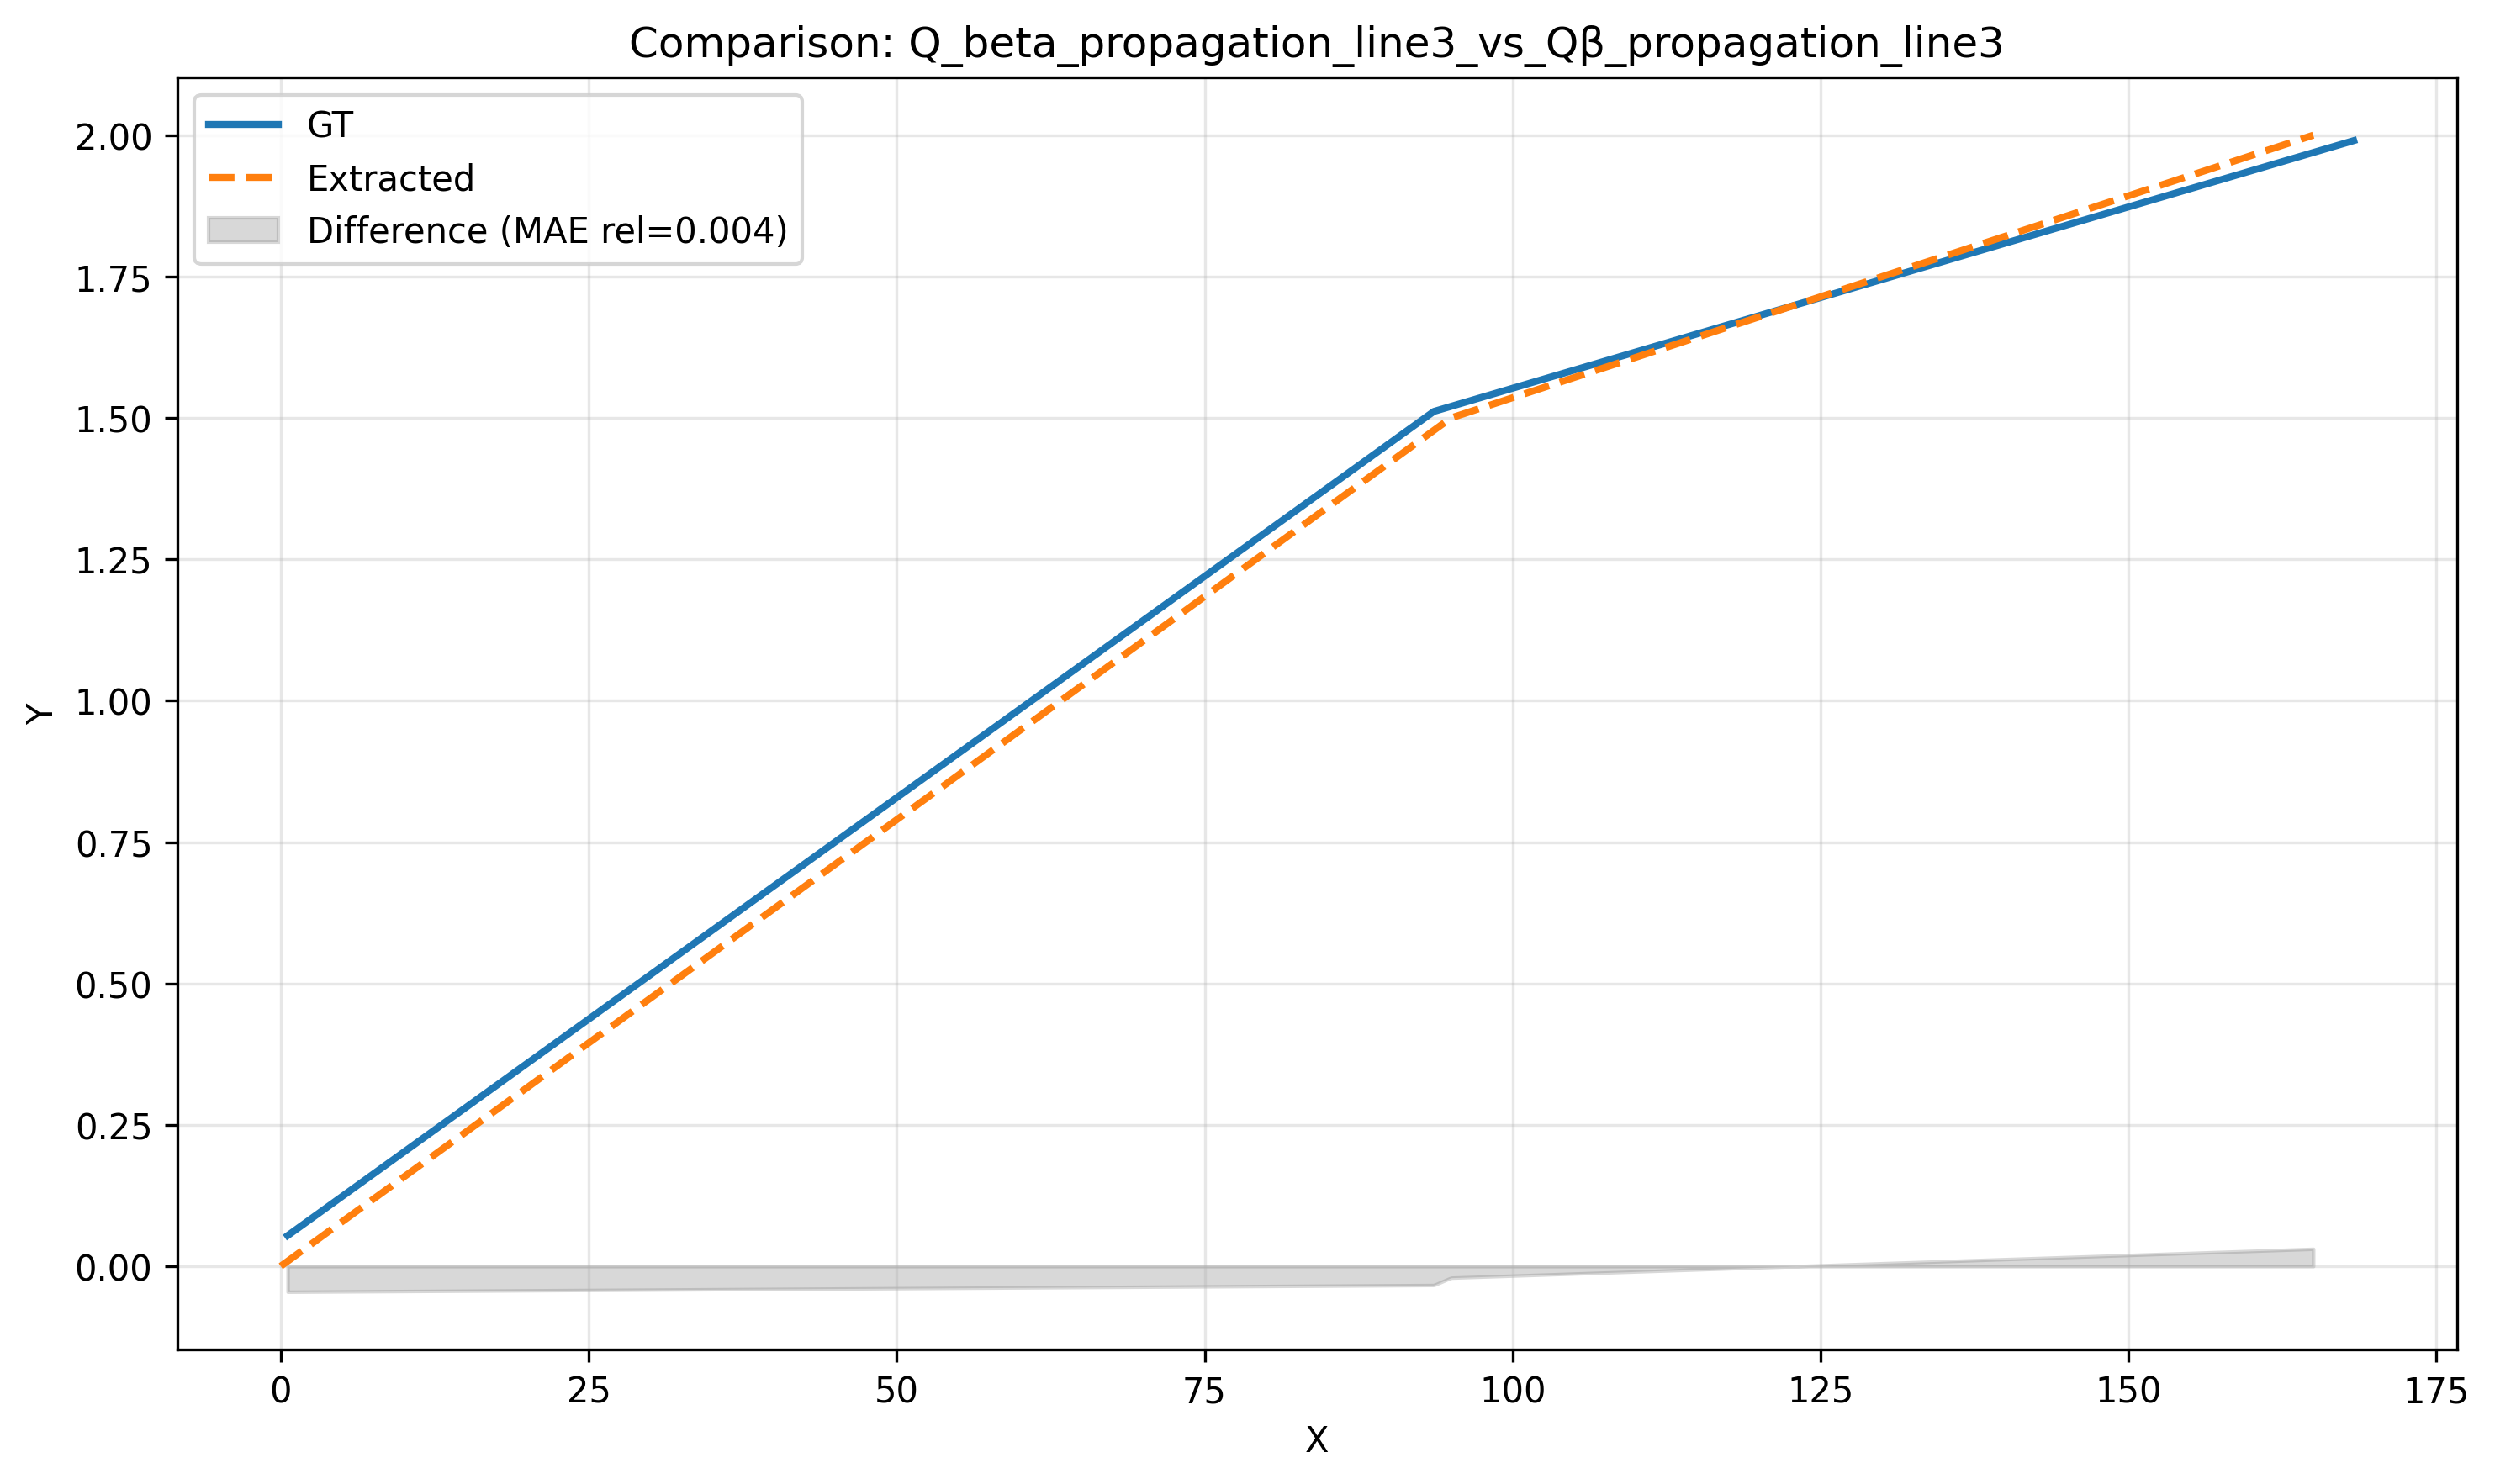 Comparison: Q_beta_propagation_line3_vs_Qβ_propagation_line3
GT
Extracted
Difference (MAE rel=0.004)
Y
2.00
1.75
1.50
1.25
1.00
0.75
0.50
0.25
0.00
0 25 50 75 100 125 150 175
X